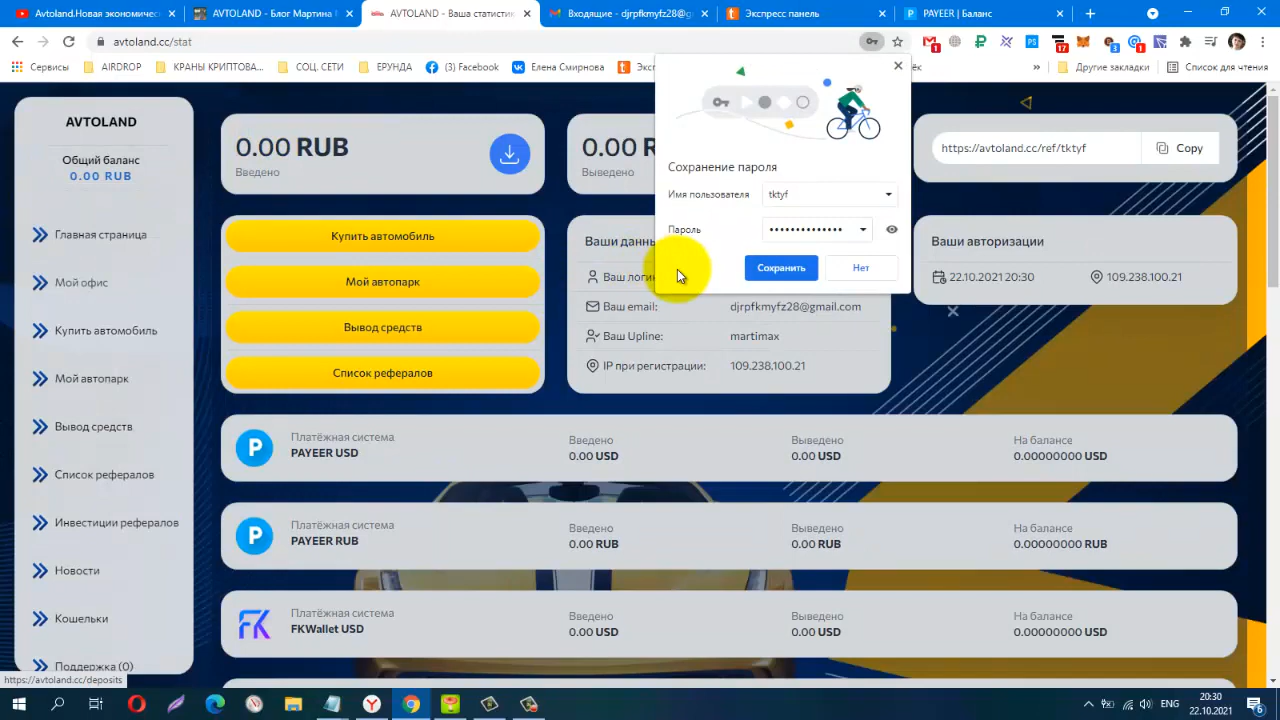 AVTOLAND.Новая экономичес
AVTOLAND - Блог Мартина М
AVTOLAND - Ваша статистик
Входящие - djrpfkmyfz28@g
Экспресс панель
PAYEER | Баланс
avtoland.cc/stat
Сервисы
AIRDROP
КРАНЫ КРИПТОВА...
СОЦ. СЕТИ
ЕРУНДА
(3) Facebook
Елена Смирнова
»
Другие закладки
Список для чтения
AVTOLAND
Общий баланс
0.00 RUB
Главная страница
Мой офис
Купить автомобиль
Мой автопарк
Вывод средств
Список рефералов
Инвестиции рефералов
Новости
Кошельки
Поддержка (0)
https://avtoland.cc/deposits
0.00 RUB
Введено
Выведено
https://avtoland.cc/ref/tktyf
Copy
Сохранение пароля
Имя пользователя
tktyf
Пароль
••••••••••••••
Сохранить
Нет
Купить автомобиль
Мой автопарк
Вывод средств
Список рефералов
Ваш email:
djrpfkmyfz28@gmail.com
Ваш Upline:
martimax
IP при регистрации:
109.238.100.21
Ваши авторизации
22.10.2021 20:30
109.238.100.21
Платёжная система
PAYEER USD
Введено
0.00 USD
Выведено
0.00 USD
На балансе
0.00000000 USD
Платёжная система
PAYEER RUB
Введено
0.00 RUB
Выведено
0.00 RUB
На балансе
0.00000000 RUB
Платёжная система
FKWallet USD
Введено
0.00 USD
Выведено
0.00 USD
На балансе
0.00000000 USD
ENG
20:30
22.10.2021